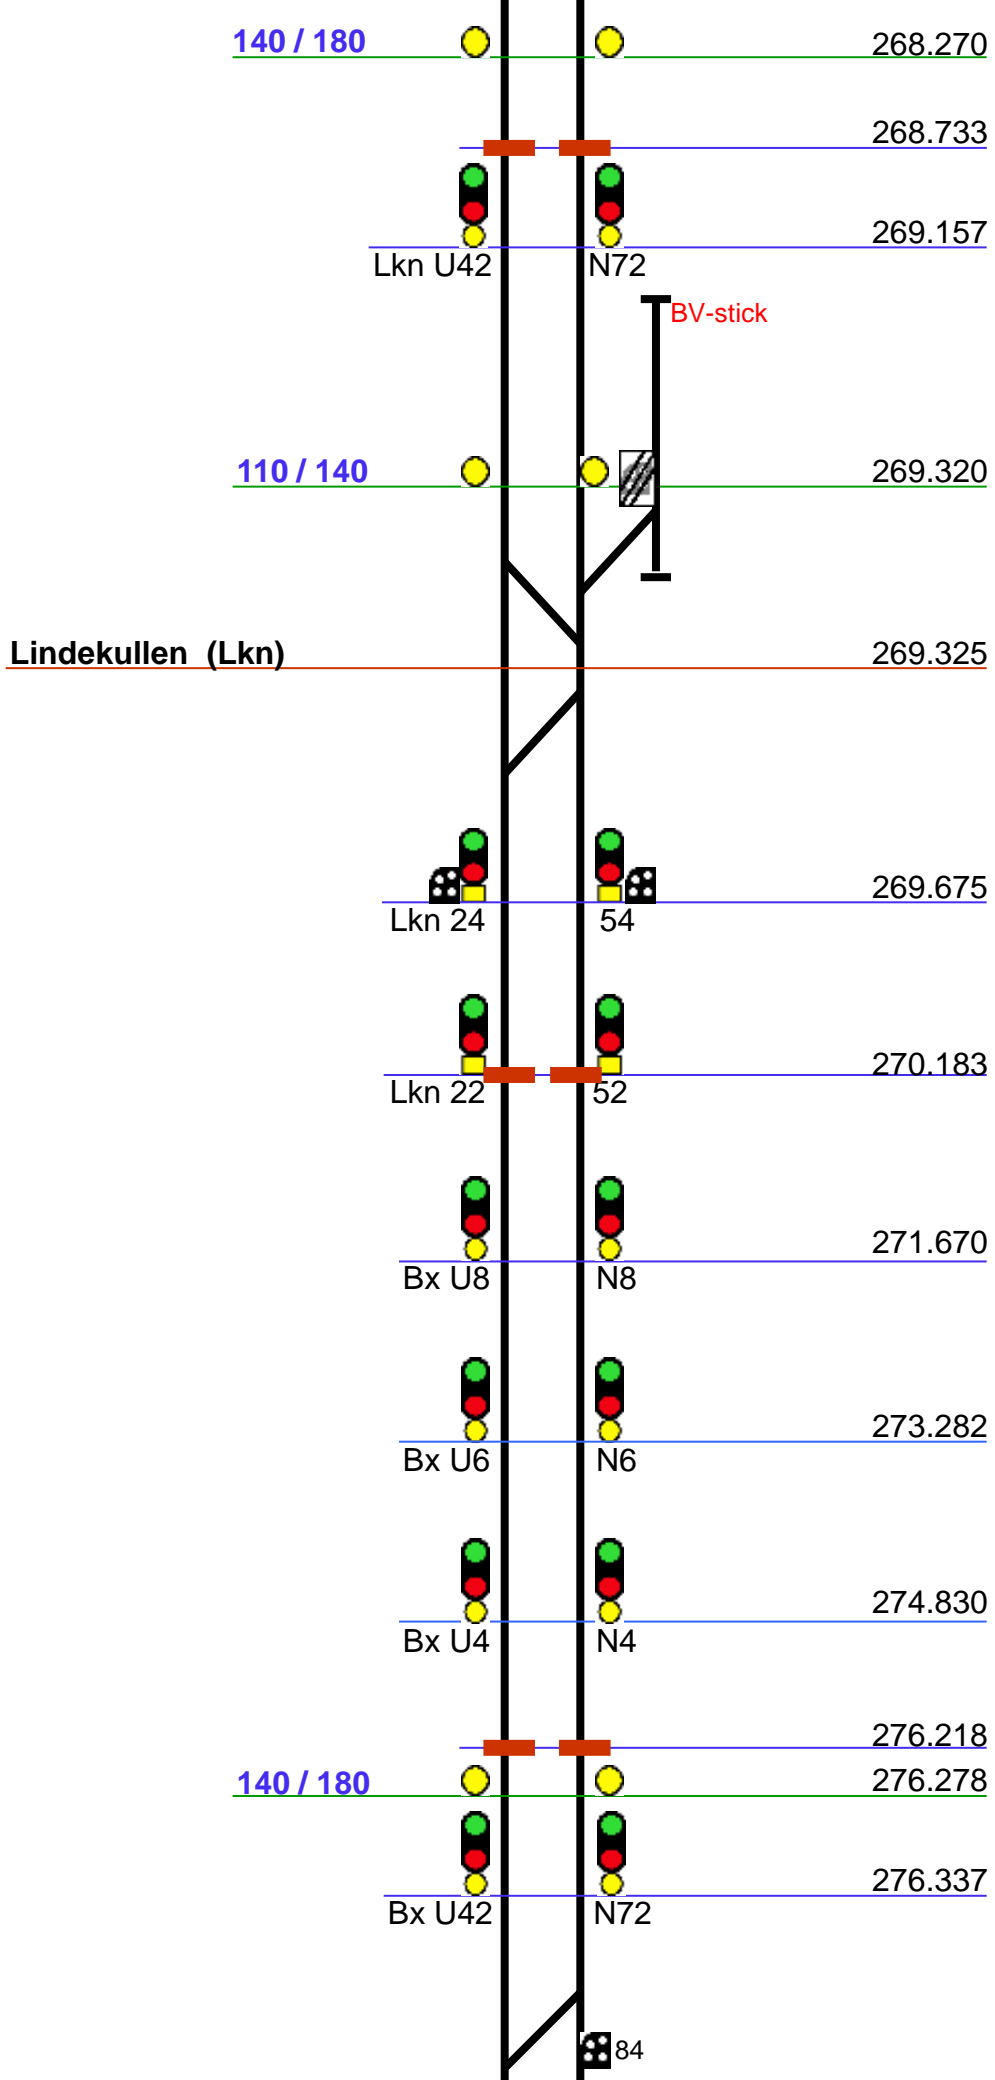 140 / 180 268.270
268.733
269.157
Lkn U42 N72
BV-stick
110 / 140 269.320
Lindekullen (Lkn) 269.325
269.675
Lkn 24 54
270.183
Lkn 22 52
271.670
Bx U8 N8
273.282
Bx U6 N6
274.830
Bx U4 N4
276.218
140 / 180 276.278
276.337
Bx U42 N72
84